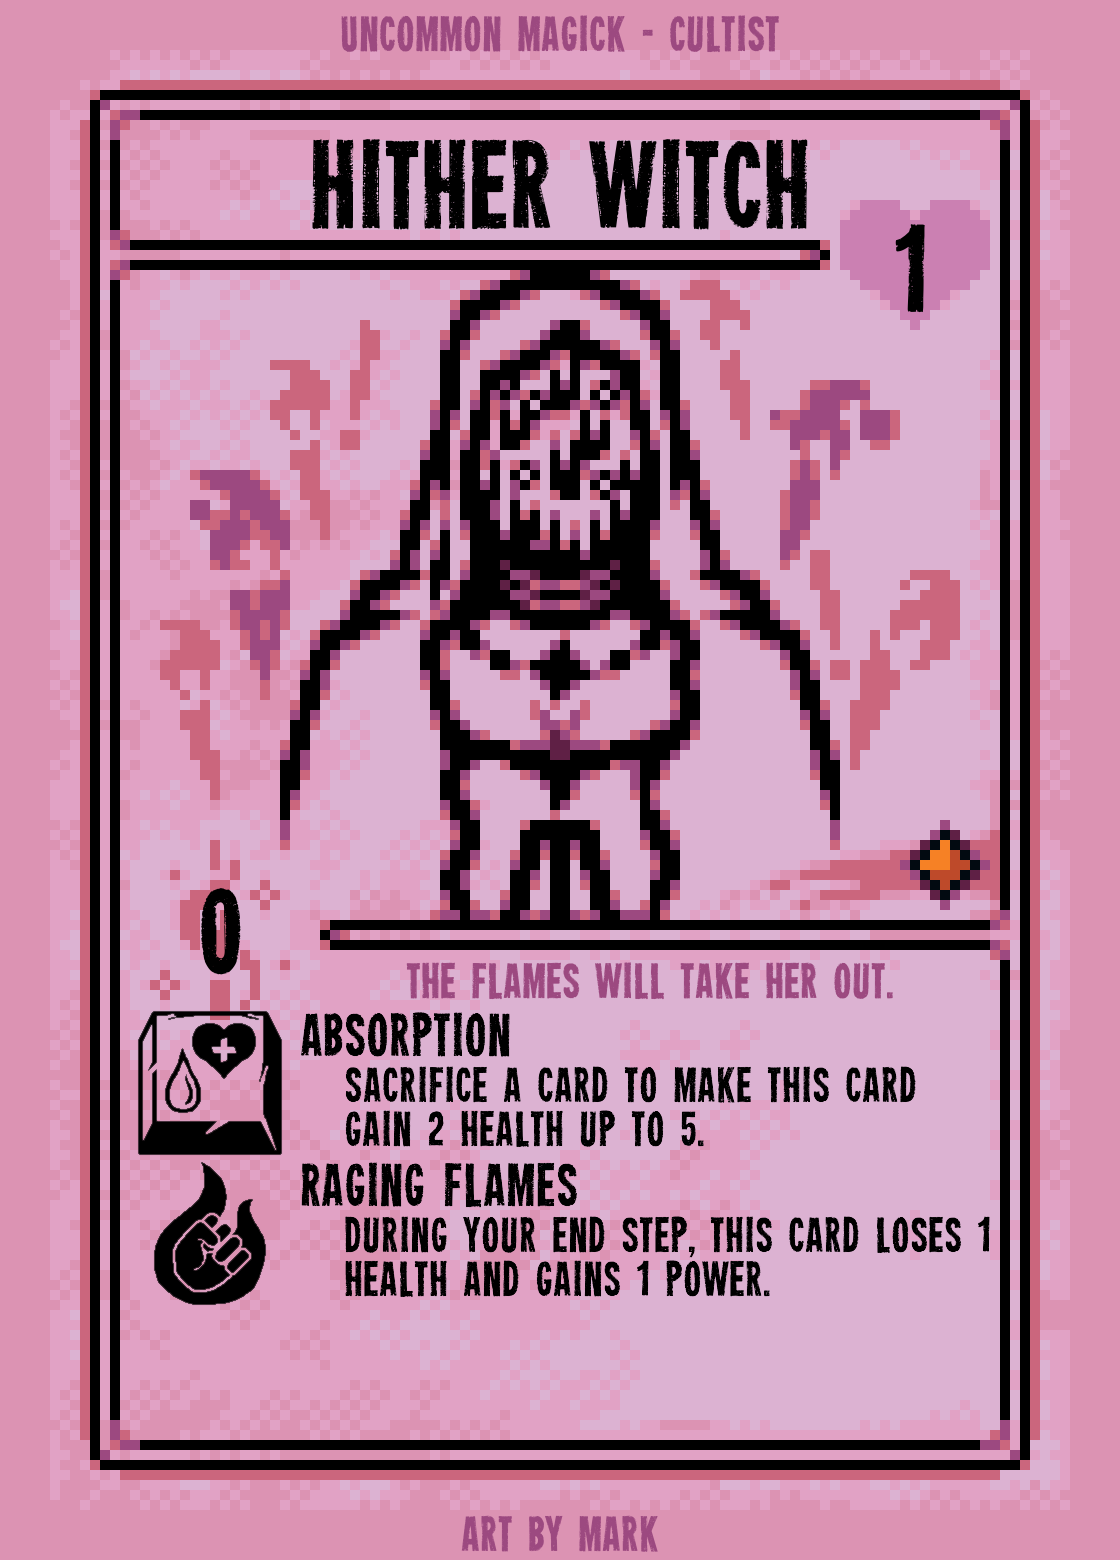 UNCOMMON MAGICK - CULTIST
HITHER WITCH
1
0
THE FLAMES WILL TAKE HER OUT.
ABSORPTION
SACRIFICE A CARD TO MAKE THIS CARD
GAIN 2 HEALTH UP TO 5.
RAGING FLAMES
DURING YOUR END STEP, THIS CARD LOSES 1
HEALTH AND GAINS 1 POWER.
ART BY MARK